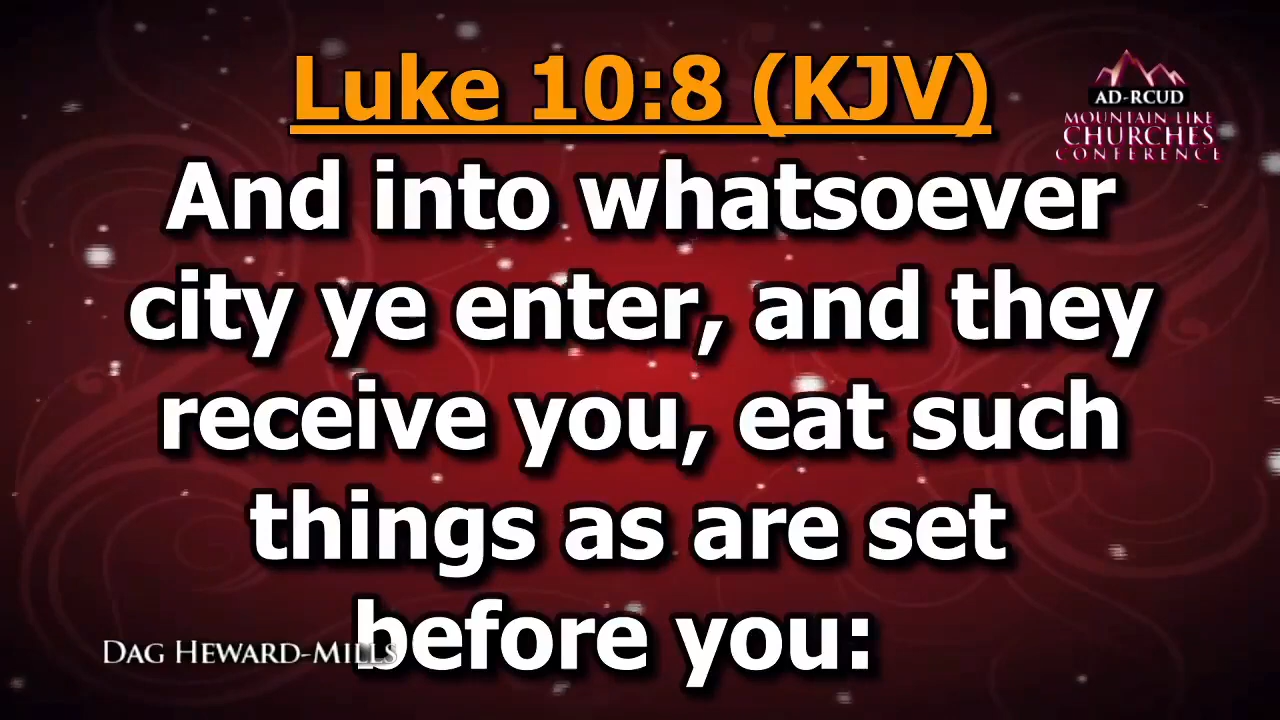 Luke 10:8 (KJV)
AD-RCUD
MOUNTAIN LIKE
CHURCHES
CONFERENCE
And into whatsoever
city ye enter, and they
receive you, eat such
things as are set
before you:
DAG HEWARD-MILLS